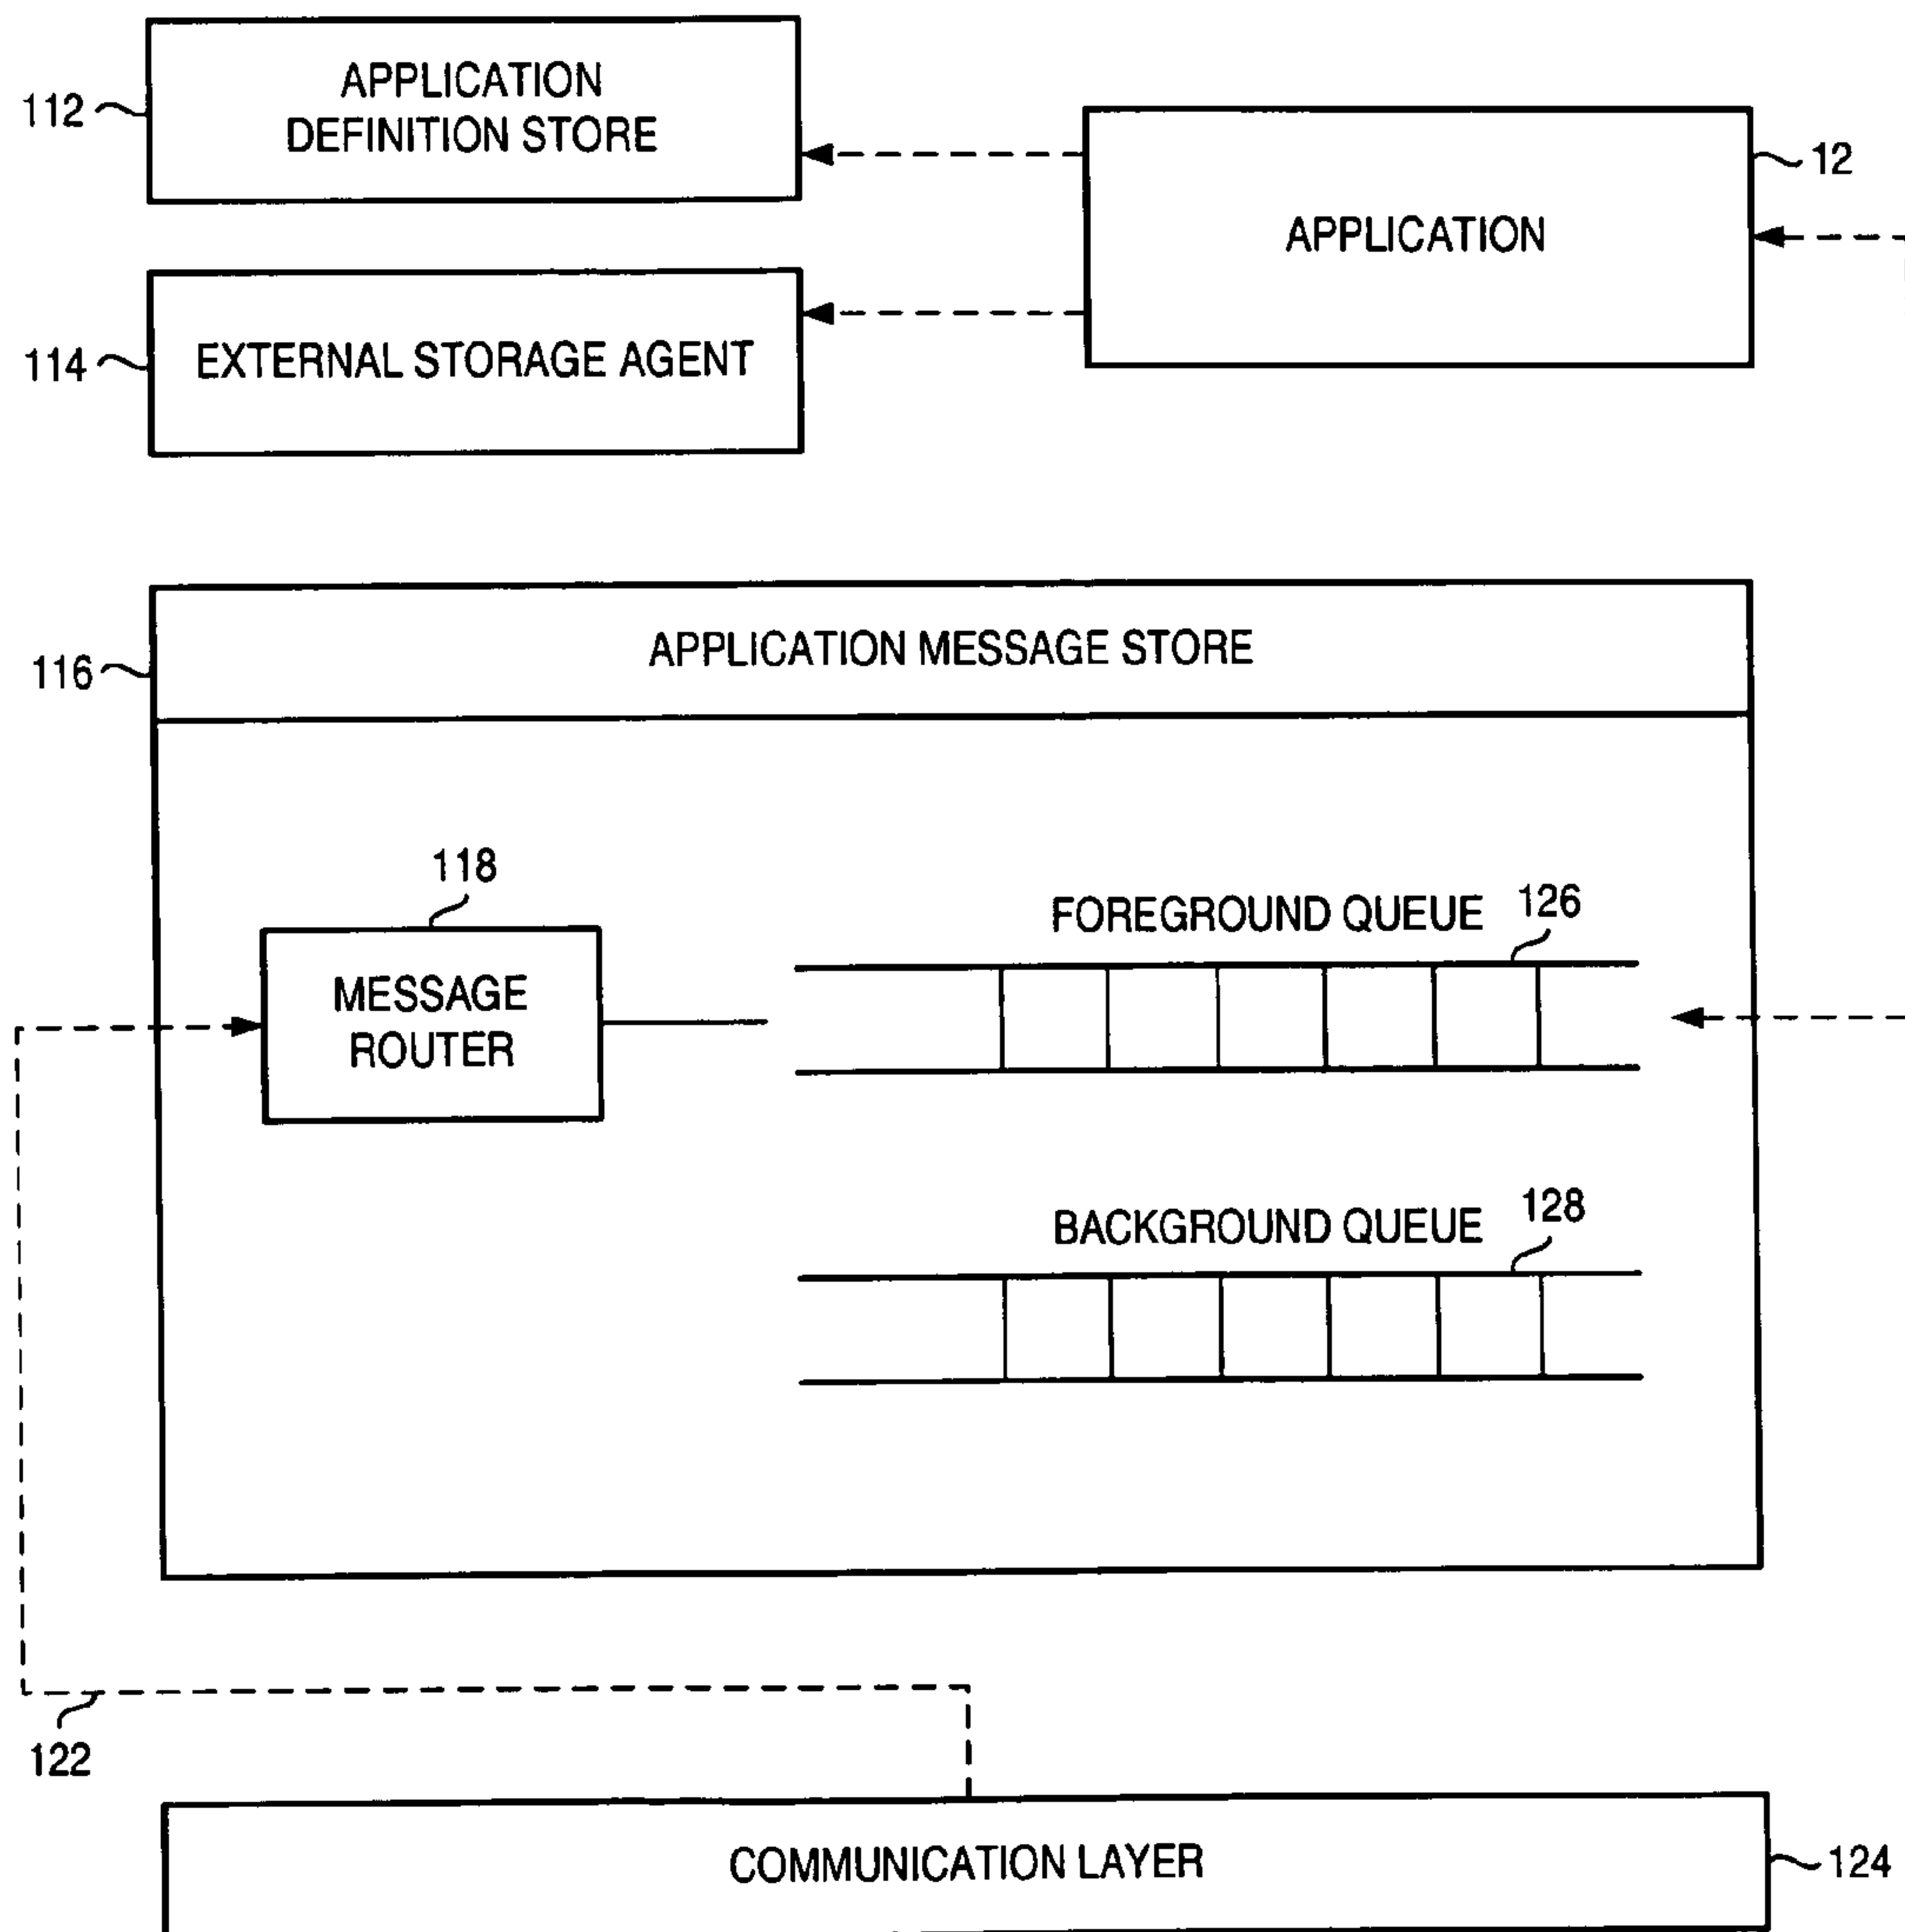 APPLICATION
DEFINITION STORE
112
12
APPLICATION
EXTERNAL STORAGE AGENT
114
APPLICATION MESSAGE STORE
116
118
MESSAGE
ROUTER
FOREGROUND QUEUE
126
BACKGROUND QUEUE
128
122
COMMUNICATION LAYER
124